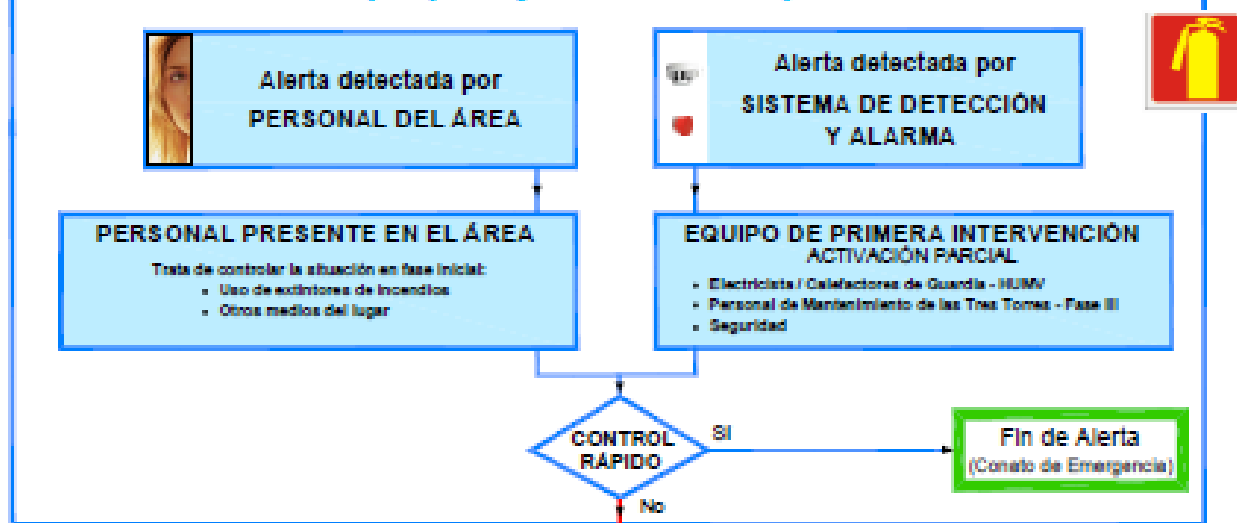 Alerta detectada por
PERSONAL DEL ÁREA
Alerta detectada por
SISTEMA DE DETECCIÓN
Y ALARMA
PERSONAL PRESENTE EN EL ÁREA
Trata de controlar la situación en fase inicial:
• Uso de extintores de incendios
• Otros medios del lugar
EQUIPO DE PRIMERA INTERVENCIÓN
ACTIVACIÓN PARCIAL
• Electricista / Calefactores de Guardia - HUMV
• Personal de Mantenimiento de las Tres Torres - Fase III
• Seguridad
CONTROL
RÁPIDO
SI
Fin de Alerta
(Conato de Emergencia)
No